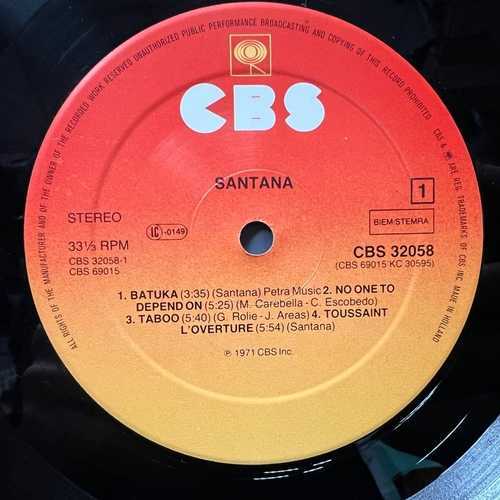 ALL RIGHTS OF THE MANUFACTURER AND OF THE OWNER OF THE RECORDED WORK RESERVED UNAUTHORIZED PUBLIC PERFORMANCE BROADCASTING AND COPYING OF THIS RECORD PROHIBITED
CBS & ARE REG. TRADEMARKS OF CBS INC MADE IN HOLLAND
CBS
SANTANA
1
STEREO
LC-0149
BIEM/STEMRA
33⅓ RPM
CBS 32058
CBS 32058-1
(CBS 69015 KC 30595)
CBS 69015
1. BATUKA (3:35) (Santana) Petra Music 2. NO ONE TO
DEPEND ON (5:25) (M. Carebella - C. Escobedo)
3. TABOO (5:40) (G. Rolie - J. Areas) 4. TOUSSAINT
L'OVERTURE (5:54) (Santana)
℗ 1971 CBS Inc.